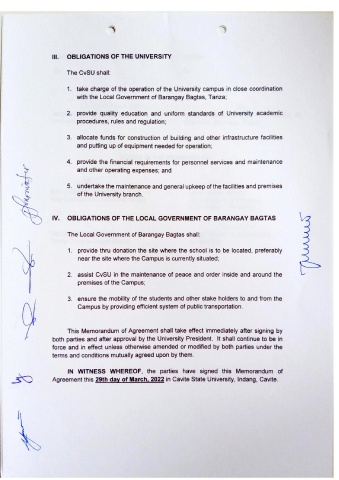 III. OBLIGATIONS OF THE UNIVERSITY
The CvSU shall:
1. take charge of the operation of the University campus in close coordination
with the Local Government of Barangay Bagtas, Tanza;
2. provide quality education and uniform standards of University academic
procedures, rules and regulation;
3. allocate funds for construction of building and other infrastructure facilities
and putting up of equipment needed for operation;
4. provide the financial requirements for personnel services and maintenance
and other operating expenses; and
5. undertake the maintenance and general upkeep of the facilities and premises
of the University branch.
IV. OBLIGATIONS OF THE LOCAL GOVERNMENT OF BARANGAY BAGTAS
The Local Government of Barangay Bagtas shall:
1. provide thru donation the site where the school is to be located, preferably
near the site where the Campus is currently situated;
2. assist CvSU in the maintenance of peace and order inside and around the
premises of the Campus;
3. ensure the mobility of the students and other stake holders to and from the
Campus by providing efficient system of public transportation.
This Memorandum of Agreement shall take effect immediately after signing by
both parties and after approval by the University President. It shall continue to be in
force and in effect unless otherwise amended or modified by both parties under the
terms and conditions mutually agreed upon by them.
IN WITNESS WHEREOF, the parties have signed this Memorandum of
Agreement this 29th day of March, 2022 in Cavite State University, Indang, Cavite.